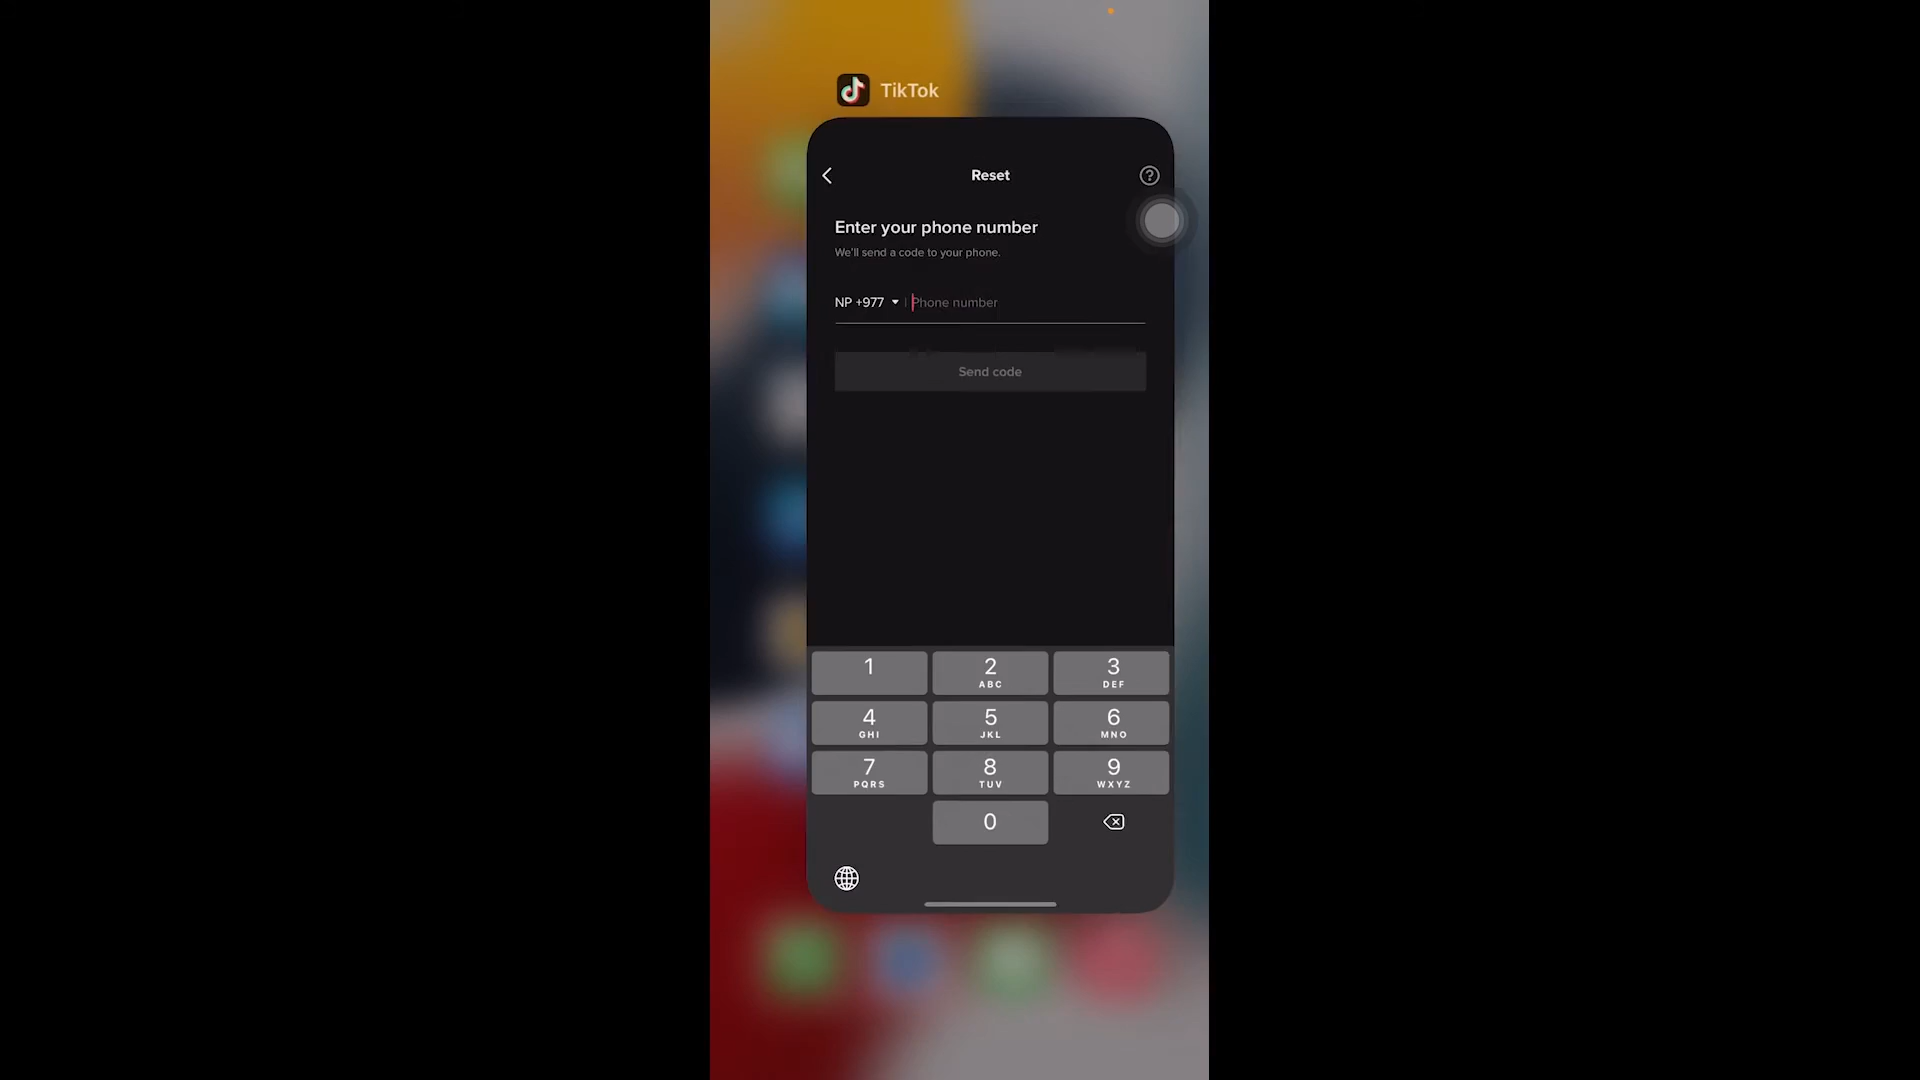 TikTok
Reset
Enter your phone number
We'll send a code to your phone.
NP +977 Phone number
Send code
1 2 3
ABC DEF
4 5 6
GHI JKL MNO
7 8 9
PQRS TUV WXYZ
0